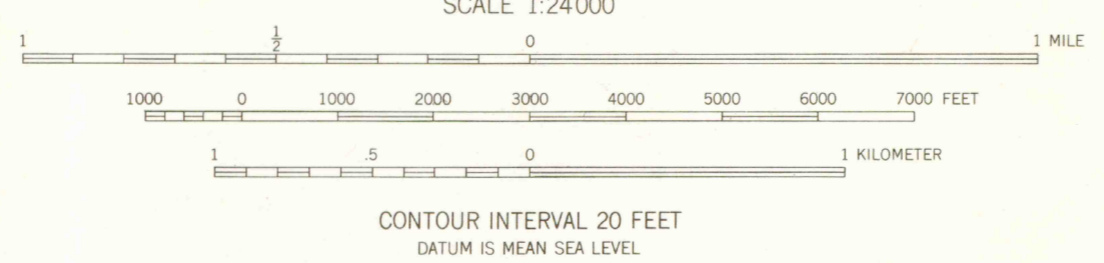 SCALE 1:24000
1 1/2 0 1 MILE
1000 0 1000 2000 3000 4000 5000 6000 7000 FEET
1 .5 0 1 KILOMETER
CONTOUR INTERVAL 20 FEET
DATUM IS MEAN SEA LEVEL